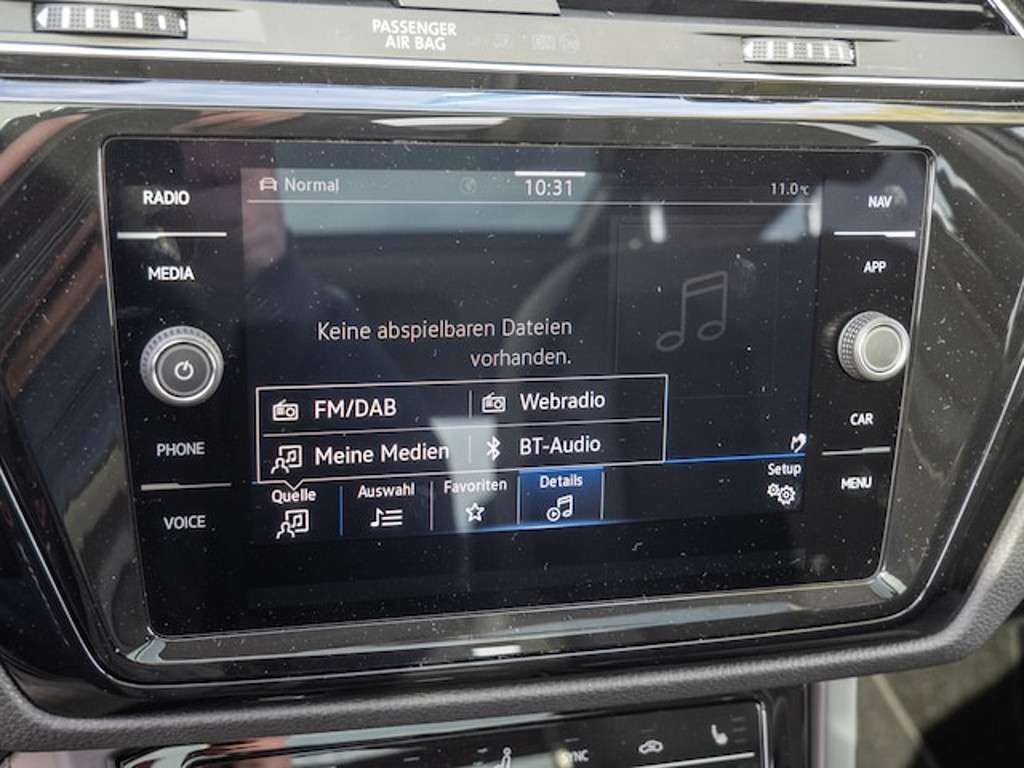 PASSENGER
AIR BAG
RADIO
MEDIA
PHONE
VOICE
Normal
10:31
11.0°C
Keine abspielbaren Dateien
vorhanden.
FM/DAB
Webradio
Meine Medien
BT-Audio
Quelle
Auswahl
Favoriten
Details
Setup
NAV
APP
CAR
MENU
SYNC